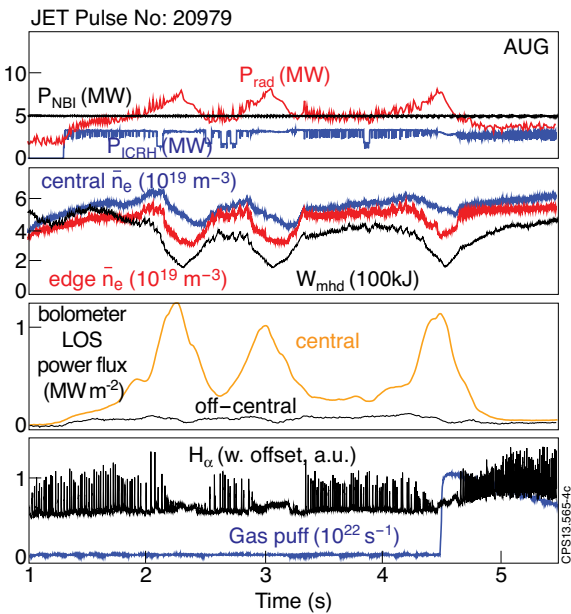 JET Pulse No: 20979
AUG
15
10
5
0
P_NBI (MW)
P_rad (MW)
P_ICRH (MW)
central n̄_e (10^19 m^−3)
6
4
2
edge n̄_e (10^19 m^−3)
W_mhd (100kJ)
bolometer
LOS
power flux
(MW m^-2)
central
off−central
1
0
H_α (w. offset, a.u.)
1
0
Gas puff (10^22 s^−1)
1 2 3 4 5
Time (s)
CPS13.565-4c